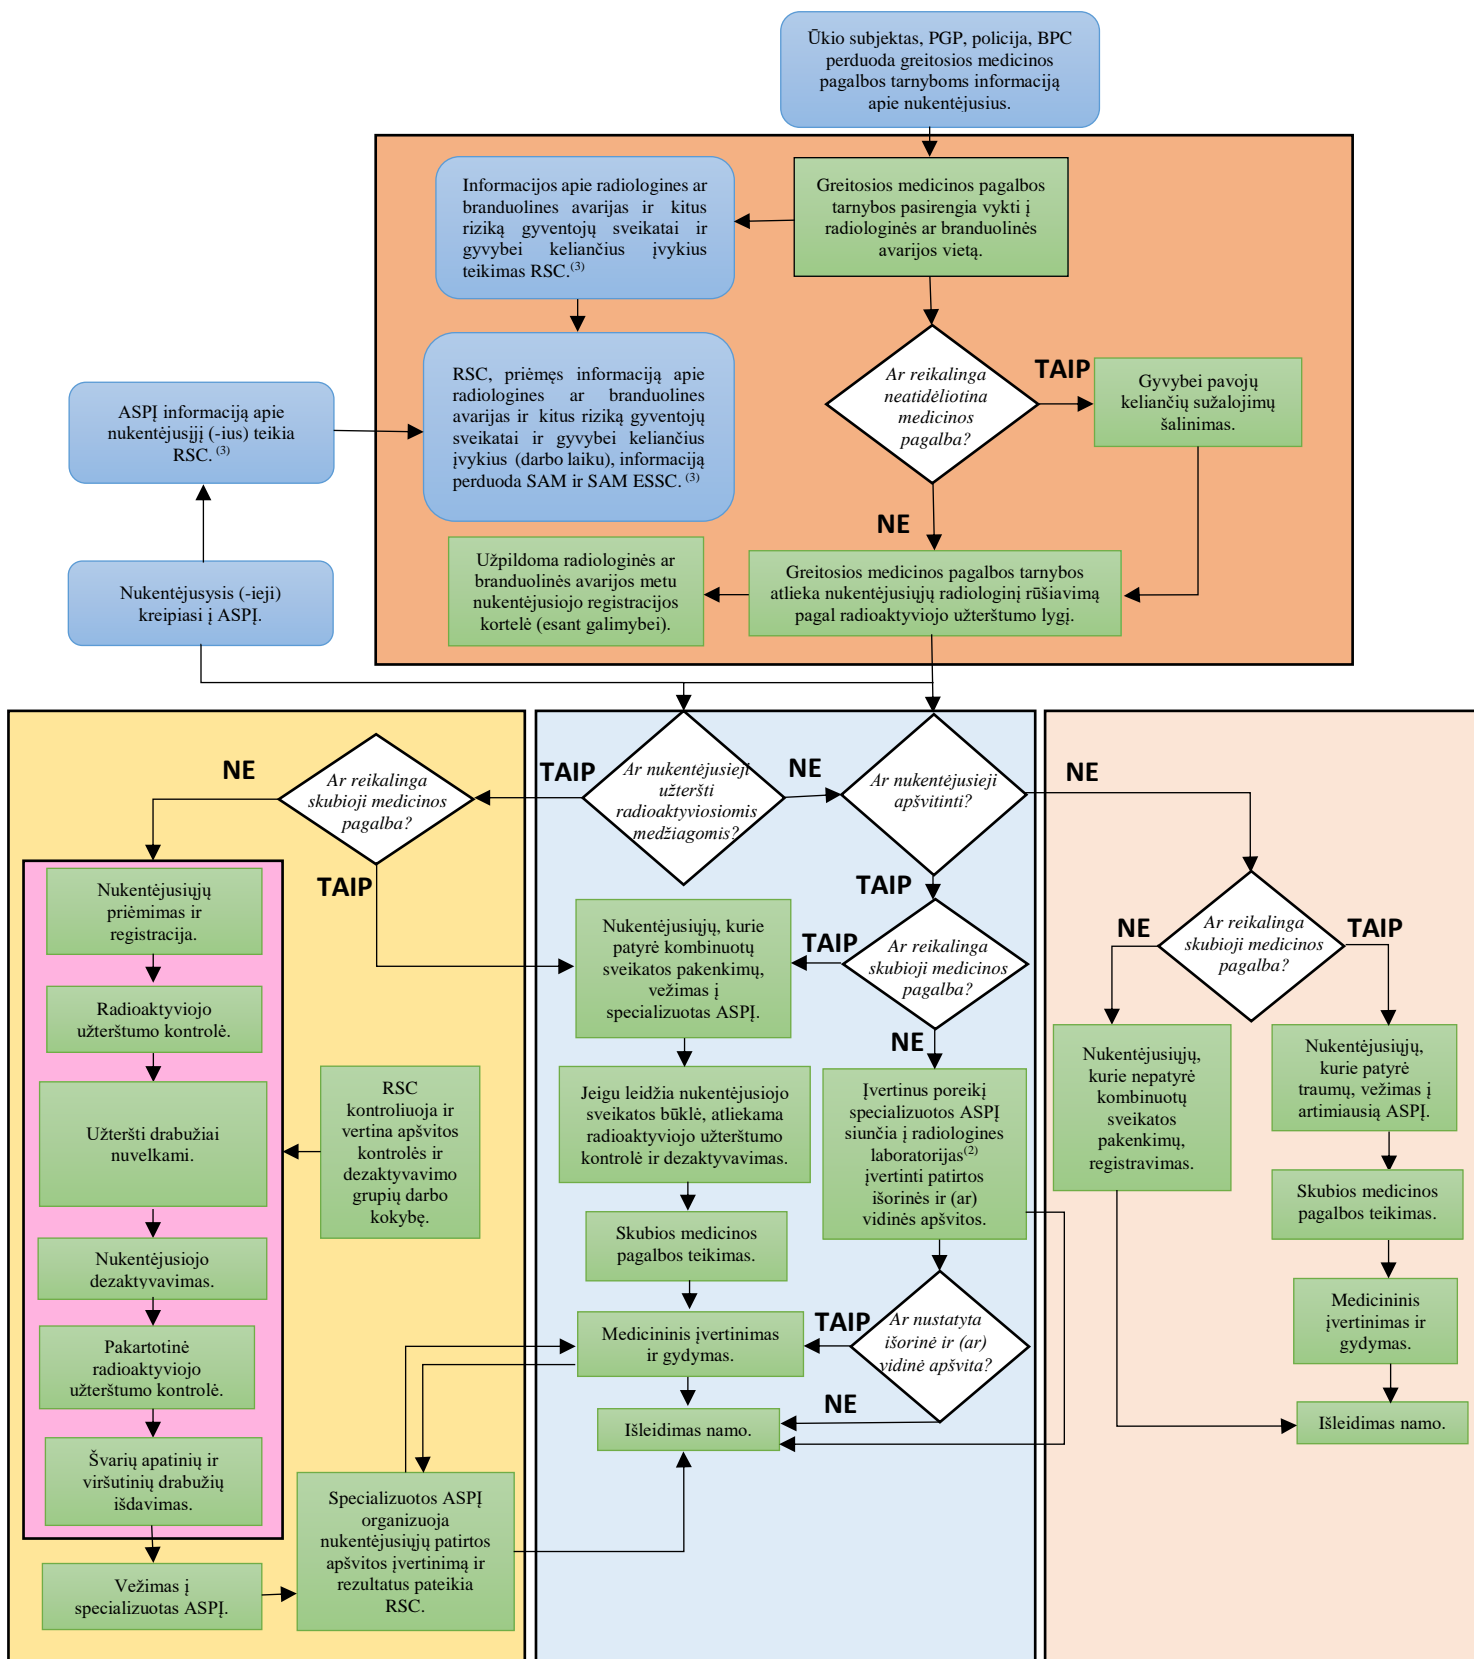 Ūkio subjektas, PGP, policija, BPC
perduoda greitosios medicinos
pagalbos tarnyboms informaciją
apie nukentėjusius.
Informacijos apie radiologines ar
branduolines avarijas ir kitus
riziką gyventojų sveikatai ir
gyvybei keliančius įvykius
teikimas RSC.(3)
Greitosios medicinos pagalbos
tarnybos pasirengia vykti į
radiologinės ar branduolinės
avarijos vietą.
RSC, priėmęs informaciją apie
radiologines ar branduolines
avarijas ir kitus riziką gyventojų
sveikatai ir gyvybei keliančius
įvykius (darbo laiku), informaciją
perduoda SAM ir SAM ESSC. (3)
Ar reikalinga
neatidėliotina
medicinos
pagalba?
TAIP
Gyvybei pavojų
keliančių sužalojimų
šalinimas.
ASPĮ informaciją apie
nukentėjusįjį (-ius) teikia
RSC. (3)
NE
Nukentėjusysis (-ieji)
kreipiasi į ASPĮ.
Užpildoma radiologinės ar
branduolinės avarijos metu
nukentėjusiojo registracijos
kortelė (esant galimybei).
Greitosios medicinos pagalbos tarnybos
atlieka nukentėjusiųjų radiologinį rūšiavimą
pagal radioaktyviojo užterštumo lygį.
NE
Ar reikalinga
skubioji medicinos
pagalba?
TAIP
Ar nukentėjusieji
užteršti
radioaktyviosiomis
medžiagomis?
NE
Ar nukentėjusieji
apšvitinti?
NE
TAIP
TAIP
Nukentėjusiųjų
priėmimas ir
registracija.
Radioaktyviojo
užterštumo kontrolė.
Užteršti drabužiai
nuvelkami.
Nukentėjusiojo
dezaktyvavimas.
Pakartotinė
radioaktyviojo
užterštumo kontrolė.
Švarių apatinių ir
viršutinių drabužių
išdavimas.
Vežimas į
specializuotas ASPĮ.
RSC
kontroliuoja ir
vertina apšvitos
kontrolės ir
dezaktyvavimo
grupių darbo
kokybę.
Specializuotos ASPĮ
organizuoja
nukentėjusiųjų patirtos
apšvitos įvertinimą ir
rezultatus pateikia
RSC.
Nukentėjusiųjų, kurie
patyrė kombinuotų
sveikatos pakenkimų,
vežimas į
specializuotas ASPĮ.
TAIP
Ar reikalinga
skubioji medicinos
pagalba?
NE
Jeigu leidžia nukentėjusiojo
sveikatos būklė, atliekama
radioaktyviojo užterštumo
kontrolė ir dezaktyvavimas.
Skubios medicinos
pagalbos teikimas.
Įvertinus poreikį
specializuotos ASPĮ
siunčia į radiologines
laboratorijas(2)
įvertinti patirtos
išorinės ir (ar)
vidinės apšvitos.
Medicininis įvertinimas
ir gydymas.
TAIP
Ar nustatyta
išorinė ir (ar)
vidinė apšvita?
NE
Išleidimas namo.
NE
Ar reikalinga
skubioji medicinos
pagalba?
TAIP
Nukentėjusiųjų,
kurie nepatyrė
kombinuotų
sveikatos
pakenkimų,
registravimas.
Nukentėjusiųjų,
kurie patyrė
traumų, vežimas į
artimiausią ASPĮ.
Skubios medicinos
pagalbos teikimas.
Medicininis
įvertinimas ir
gydymas.
Išleidimas namo.